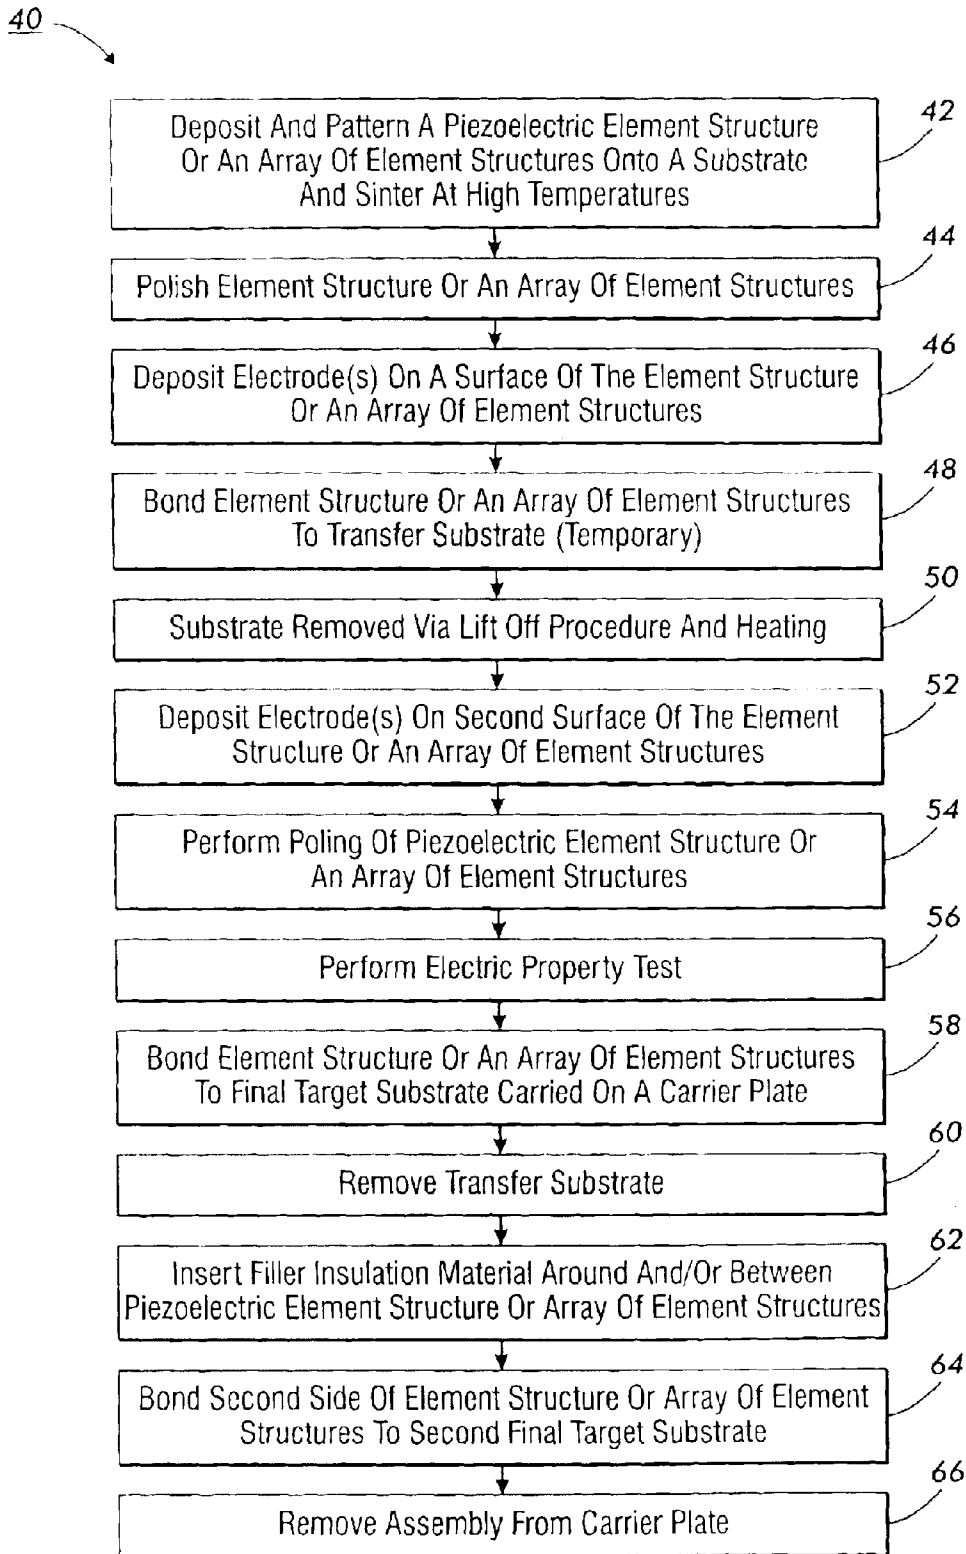 40
Deposit And Pattern A Piezoelectric Element Structure
Or An Array Of Element Structures Onto A Substrate
And Sinter At High Temperatures
42
Polish Element Structure Or An Array Of Element Structures
44
Deposit Electrode(s) On A Surface Of The Element Structure
Or An Array Of Element Structures
46
Bond Element Structure Or An Array Of Element Structures
To Transfer Substrate (Temporary)
48
Substrate Removed Via Lift Off Procedure And Heating
50
Deposit Electrode(s) On Second Surface Of The Element
Structure Or An Array Of Element Structures
52
Perform Poling Of Piezoelectric Element Structure Or
An Array Of Element Structures
54
Perform Electric Property Test
56
Bond Element Structure Or An Array Of Element Structures
To Final Target Substrate Carried On A Carrier Plate
58
Remove Transfer Substrate
60
Insert Filler Insulation Material Around And/Or Between
Piezoelectric Element Structure Or Array Of Element Structures
62
Bond Second Side Of Element Structure Or Array Of Element
Structures To Second Final Target Substrate
64
Remove Assembly From Carrier Plate
66